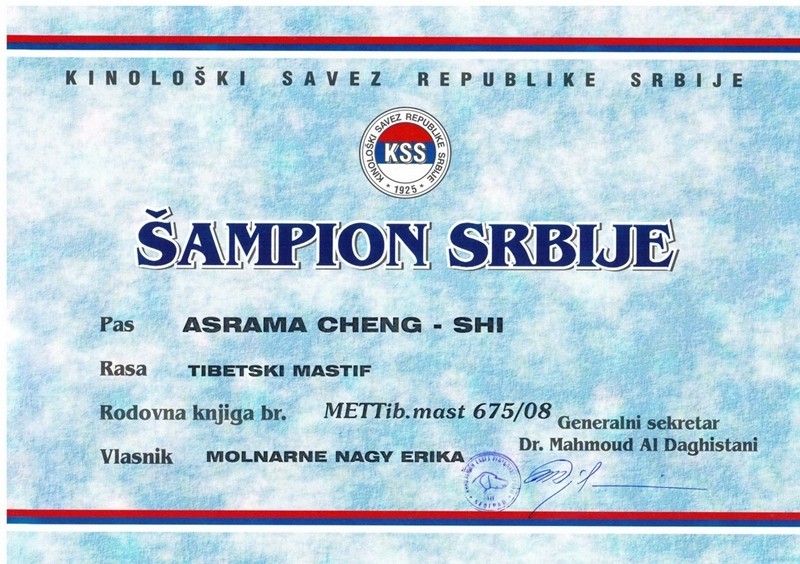 KINOLOŠKI SAVEZ REPUBLIKE SRBIJE
KINOLOŠKI SAVEZ REPUBLIKE SRBIJE
KSS
1925
ŠAMPION SRBIJE
Pas ASRAMA CHENG - SHI
Rasa TIBETSKI MASTIF
Rodovna knjiga br. METTib.mast 675/08
Generalni sekretar
Dr. Mahmoud Al Daghistani
Vlasnik MOLNARNE NAGY ERIKA